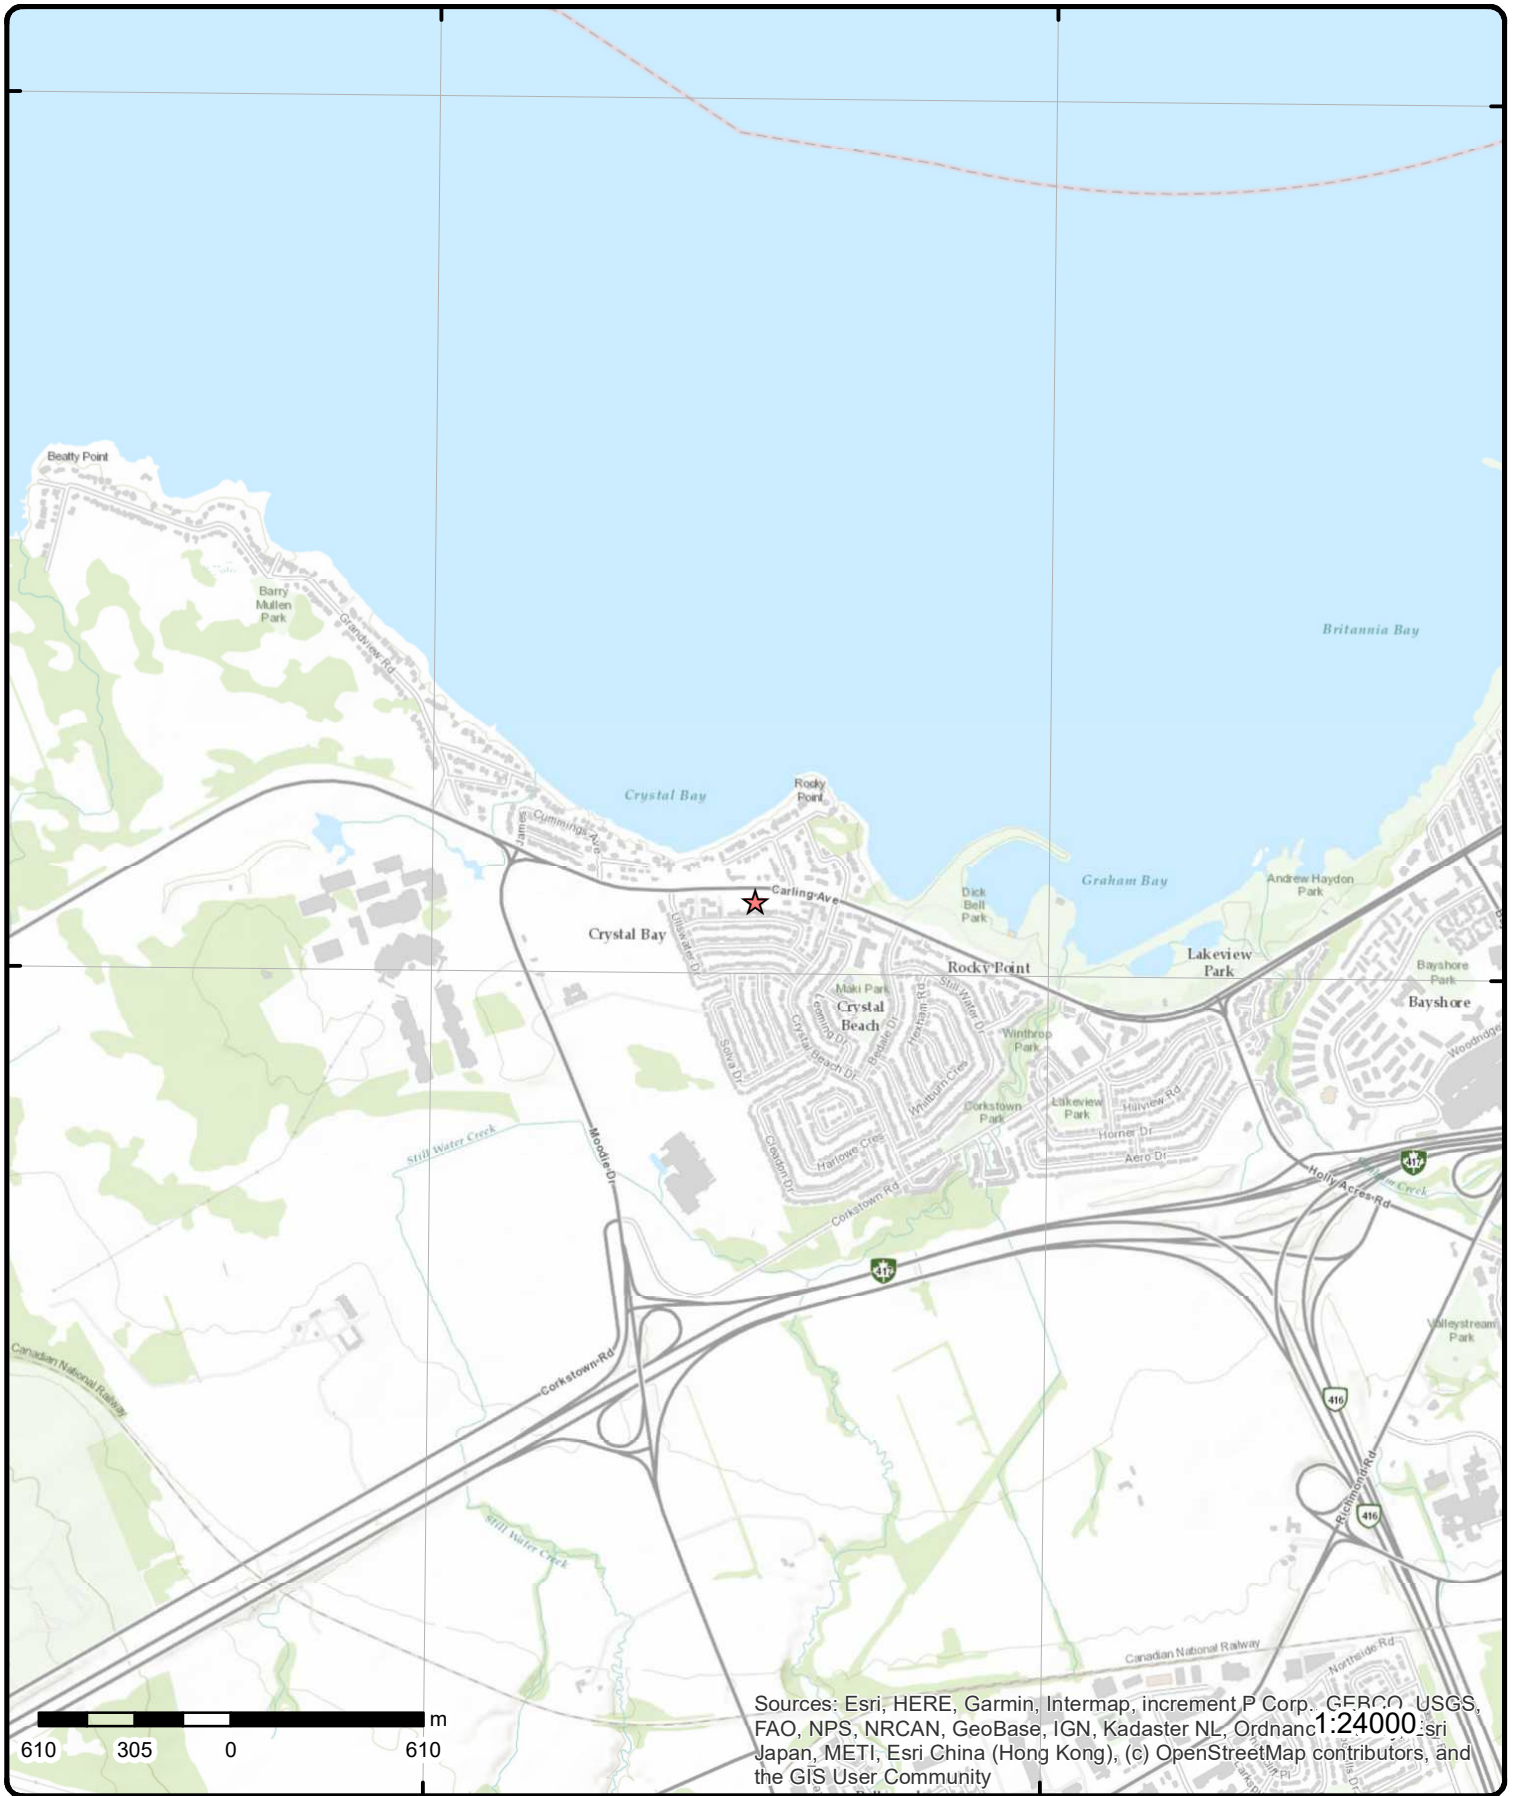 Beatty Point
Barry
Mullen
Park
Grandview Rd
Britannia Bay
Crystal Bay
Rocky
Point
James
Cummings Ave
Carling Ave
Dick
Bell
Park
Graham Bay
Andrew Haydon
Park
Ullswater Dr
Crystal Bay
Rocky Point
Lakeview
Park
Bayshore
Park
Bayshore
Maki Park
Crystal
Beach
Leeming Dr
Crystal Beach Dr
Bedale Dr
Hexham Rd
Still Water Dr
Winthrop
Park
Woodridge
Solva Dr
Whitburn Cres
Corkstown
Park
Lakeview
Park
Hillview Rd
Horner Dr
Aero Dr
Still Water Creek
Moodie Dr
Cleadon Dr
Harlowe Cres
Corkstown Rd
417
Holly Acres Rd
Creek
417
Valleystream
Park
Canadian National Railway
Corkstown Rd
416
Richmond Rd
416
Still Water Creek
Canadian National Railway
Northside Rd
m
610 305 0 610
Sources: Esri, HERE, Garmin, Intermap, increment P Corp., GEBCO, USGS,
FAO, NPS, NRCAN, GeoBase, IGN, Kadaster NL, Ordnanc
1:24000
Esri
Japan, METI, Esri China (Hong Kong), (c) OpenStreetMap contributors, and
the GIS User Community